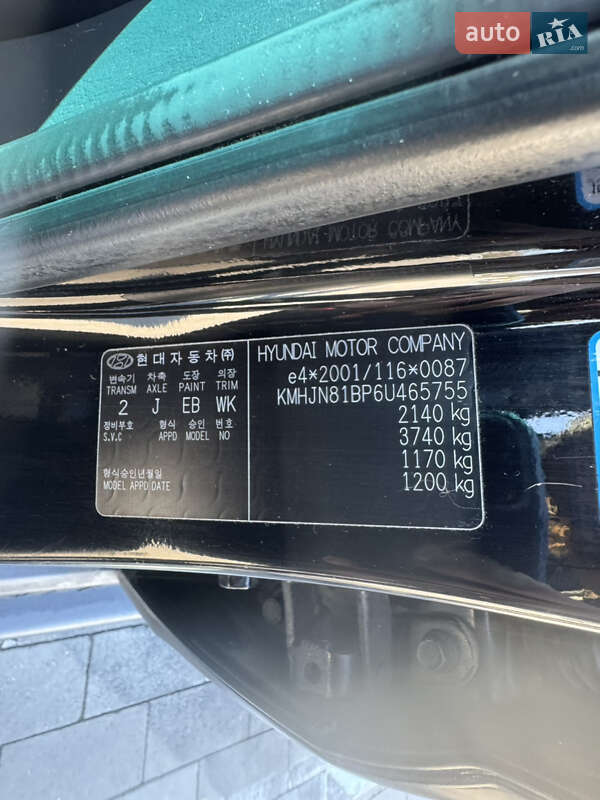 auto RIA
.com
현대자동차㈜
변속기 차축 도장 의장
TRANSM AXLE PAINT TRIM
2 J EB WK
정비부호 형식 승인 번호
S.V.C APPD MODEL NO
형식승인년월일
MODEL APPD DATE
HYUNDAI MOTOR COMPANY
e4*2001/116*0087
KMHJN81BP6U465755
2140 kg
3740 kg
1170 kg
1200 kg